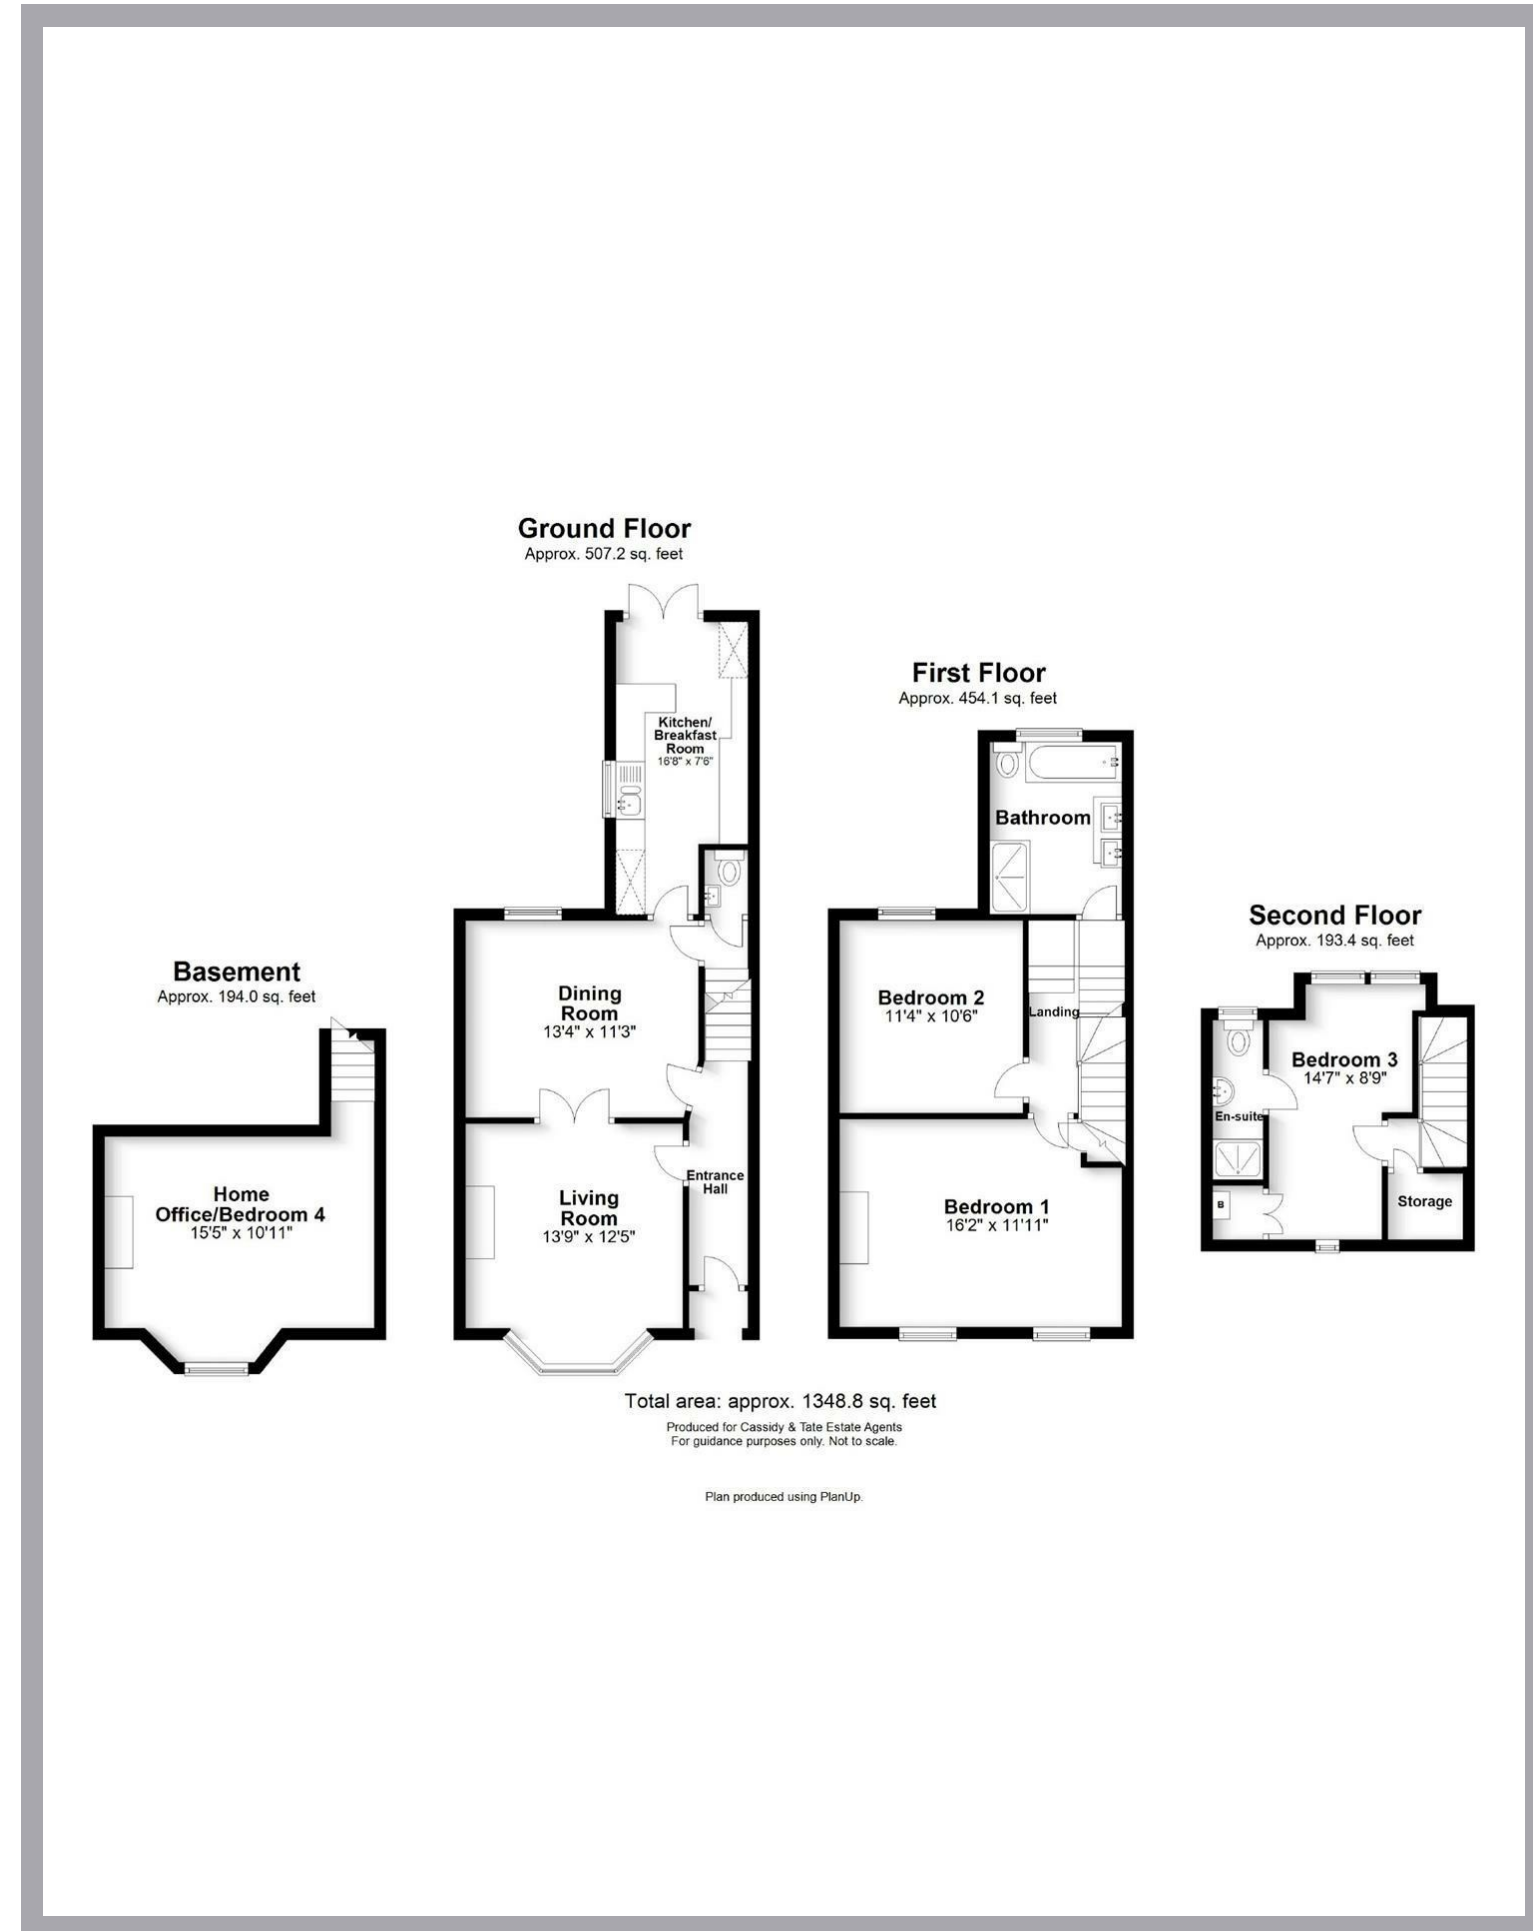 Ground Floor
Approx. 507.2 sq. feet
Kitchen/
Breakfast
Room
16'8" x 7'6"
Dining
Room
13'4" x 11'3"
Living
Room
13'9" x 12'5"
Entrance
Hall
First Floor
Approx. 454.1 sq. feet
Bathroom
Bedroom 2
11'4" x 10'6"
Landing
Bedroom 1
16'2" x 11'11"
Second Floor
Approx. 193.4 sq. feet
Bedroom 3
14'7" x 8'9"
En-suite
B
Storage
Basement
Approx. 194.0 sq. feet
Home
Office/Bedroom 4
15'5" x 10'11"
Total area: approx. 1348.8 sq. feet
Produced for Cassidy & Tate Estate Agents
For guidance purposes only. Not to scale.
Plan produced using PlanUp.